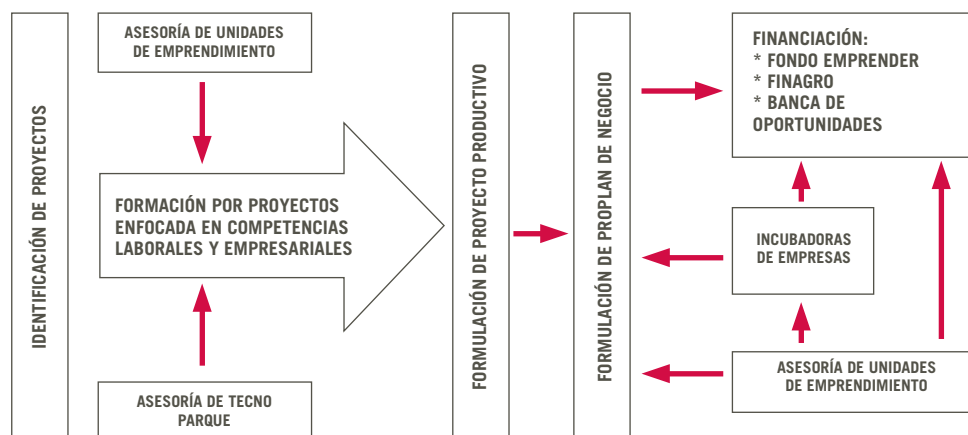 IDENTIFICACIÓN DE PROYECTOS
ASESORÍA DE UNIDADES
DE EMPRENDIMIENTO
FORMACIÓN POR PROYECTOS
ENFOCADA EN COMPETENCIAS
LABORALES Y EMPRESARIALES
ASESORÍA DE TECNO
PARQUE
FORMULACIÓN DE PROYECTO PRODUCTIVO
FORMULACIÓN DE PROPLAN DE NEGOCIO
FINANCIACIÓN:
* FONDO EMPRENDER
* FINAGRO
* BANCA DE
OPORTUNIDADES
INCUBADORAS
DE EMPRESAS
ASESORÍA DE UNIDADES
DE EMPRENDIMIENTO